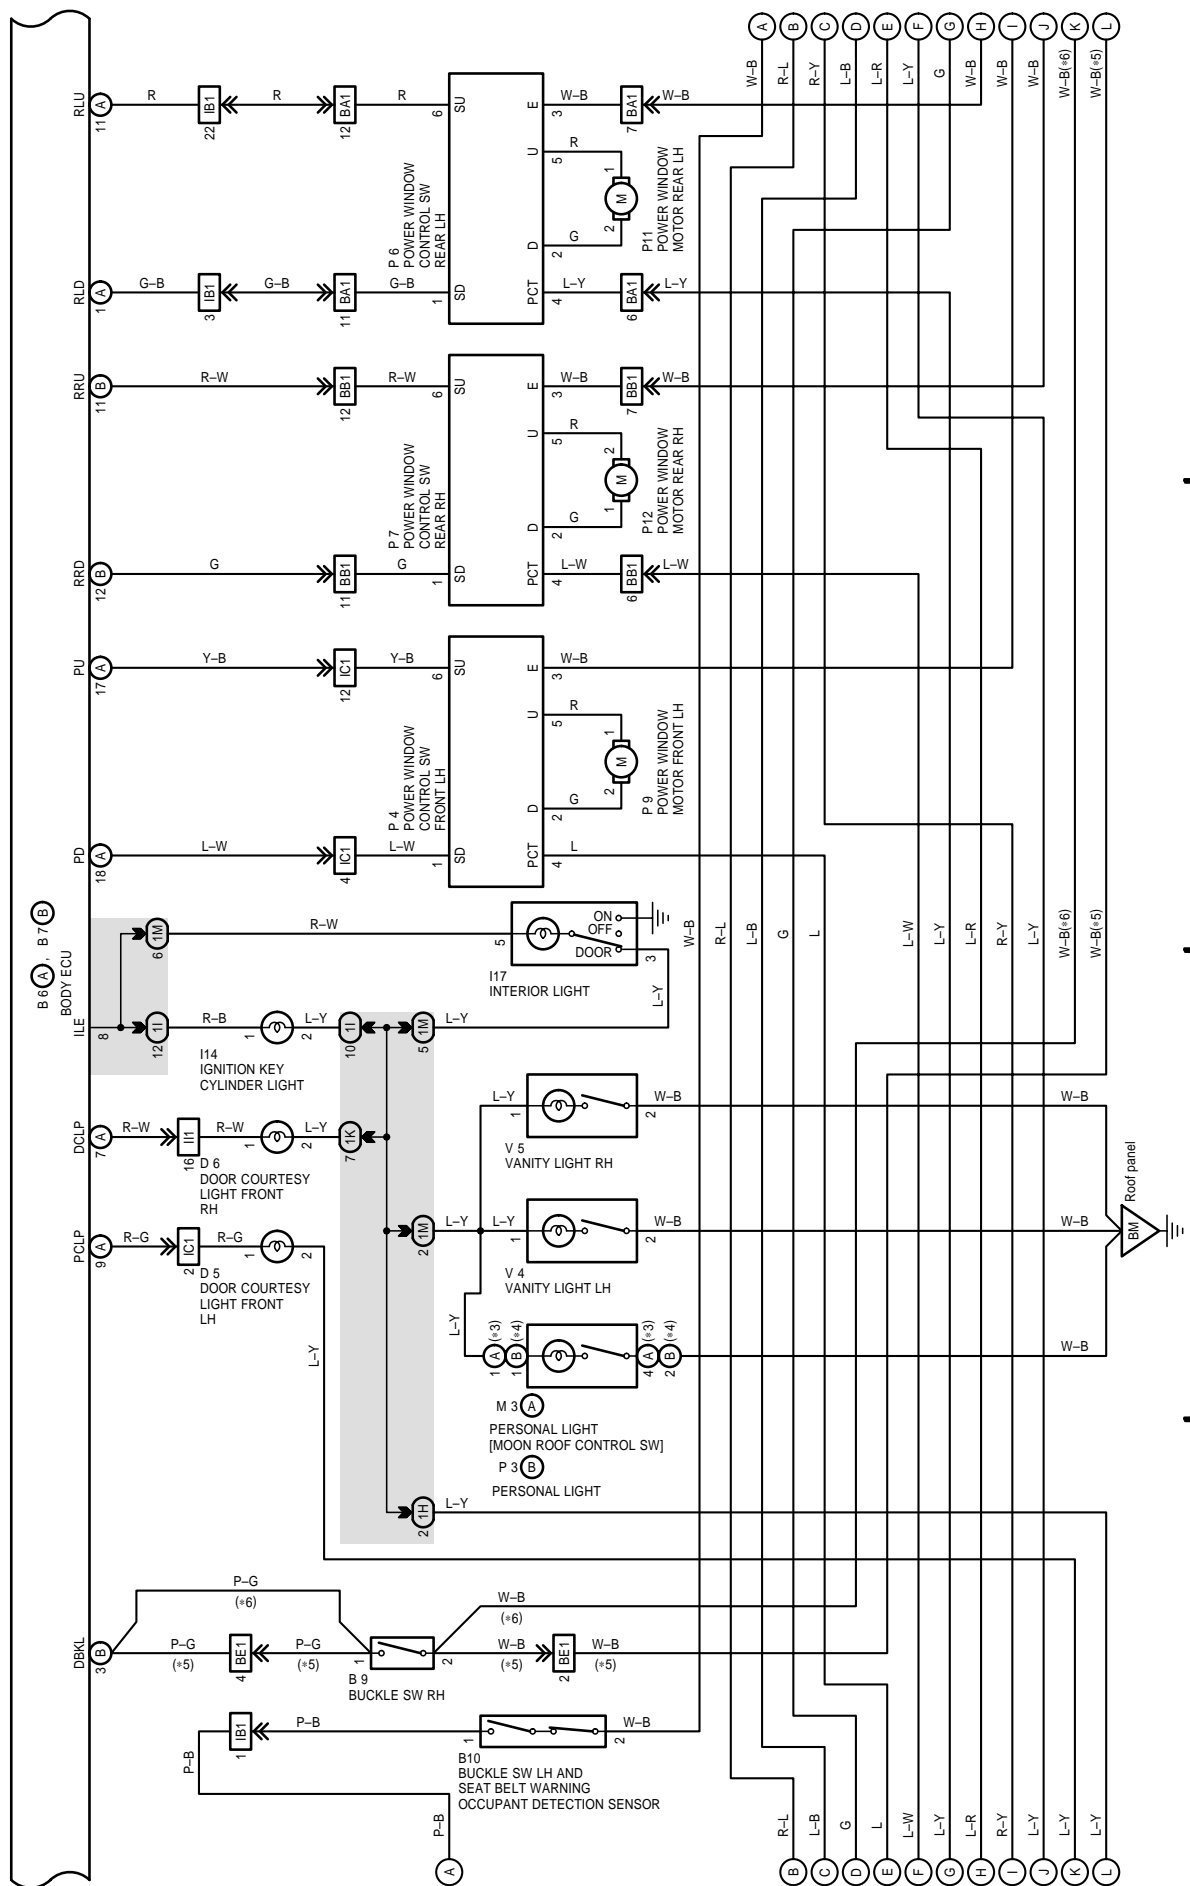 A
B
C
D
E
F
G
H
I
J
K
L
W–B
R–L
R–Y
L–B
L–R
L–Y
G
W–B
W–B
W–B
W–B(∗6)
W–B(∗5)
RLU
11 A
R
IB1
22
R
BA1
12
R
6
SU
E
3
W–B
BA1
7
W–B
U
5
R
1
M
2
G
D
2
P 6
POWER WINDOW
CONTROL SW
REAR LH
P11
POWER WINDOW
MOTOR REAR LH
RLD
1 A
G–B
IB1
3
G–B
BA1
11
G–B
1
SD
PCT
4
L–Y
BA1
6
L–Y
RRU
11 B
R–W
BB1
12
R–W
6
SU
E
3
W–B
BB1
7
W–B
U
5
R
2
M
1
G
D
2
P 7
POWER WINDOW
CONTROL SW
REAR RH
P12
POWER WINDOW
MOTOR REAR RH
RRD
12 B
G
BB1
11
G
1
SD
PCT
4
L–W
BB1
6
L–W
PU
17 A
Y–B
IC1
12
Y–B
6
SU
E
3
W–B
U
5
R
1
M
2
G
D
2
P 4
POWER WINDOW
CONTROL SW
FRONT LH
P 9
POWER WINDOW
MOTOR FRONT LH
PD
18 A
L–W
IC1
4
L–W
1
SD
PCT
4
L
B 6 A , B 7 B
BODY ECU
ILE
8
1M
6
R–W
5
ON
OFF
DOOR
3
I17
INTERIOR LIGHT
L–Y
W–B
R–L
L–B
G
L
L–W
L–Y
L–R
R–Y
L–Y
W–B(∗6)
W–B(∗5)
1I
12
R–B
1
2
L–Y
1I
10
1M
5
L–Y
I14
IGNITION KEY
CYLINDER LIGHT
DCLP
7 A
R–W
II1
16
R–W
1
2
L–Y
1K
7
D 6
DOOR COURTESY
LIGHT FRONT
RH
L–Y
1
2
W–B
W–B
V 5
VANITY LIGHT RH
PCLP
9 A
R–G
IC1
2
R–G
1
2
D 5
DOOR COURTESY
LIGHT FRONT
LH
L–Y
1M
2
L–Y
L–Y
1
2
W–B
W–B
V 4
VANITY LIGHT LH
BM
Roof panel
L–Y
1 A (∗3)
1 B (∗4)
4 A (∗3)
2 B (∗4)
W–B
M 3 A
PERSONAL LIGHT
[MOON ROOF CONTROL SW]
P 3 B
PERSONAL LIGHT
1H
2
L–Y
DBKL
3 B
P–G
(∗6)
P–G
(∗5)
BE1
4
P–G
(∗5)
1
2
B 9
BUCKLE SW RH
W–B
(∗6)
W–B
(∗5)
BE1
2
W–B
(∗5)
P–B
IB1
1
P–B
1
2
W–B
B10
BUCKLE SW LH AND
SEAT BELT WARNING
OCCUPANT DETECTION SENSOR
P–B
A
R–L
L–B
G
L
L–W
L–Y
L–R
R–Y
L–Y
L–Y
L–Y
B
C
D
E
F
G
H
I
J
K
L